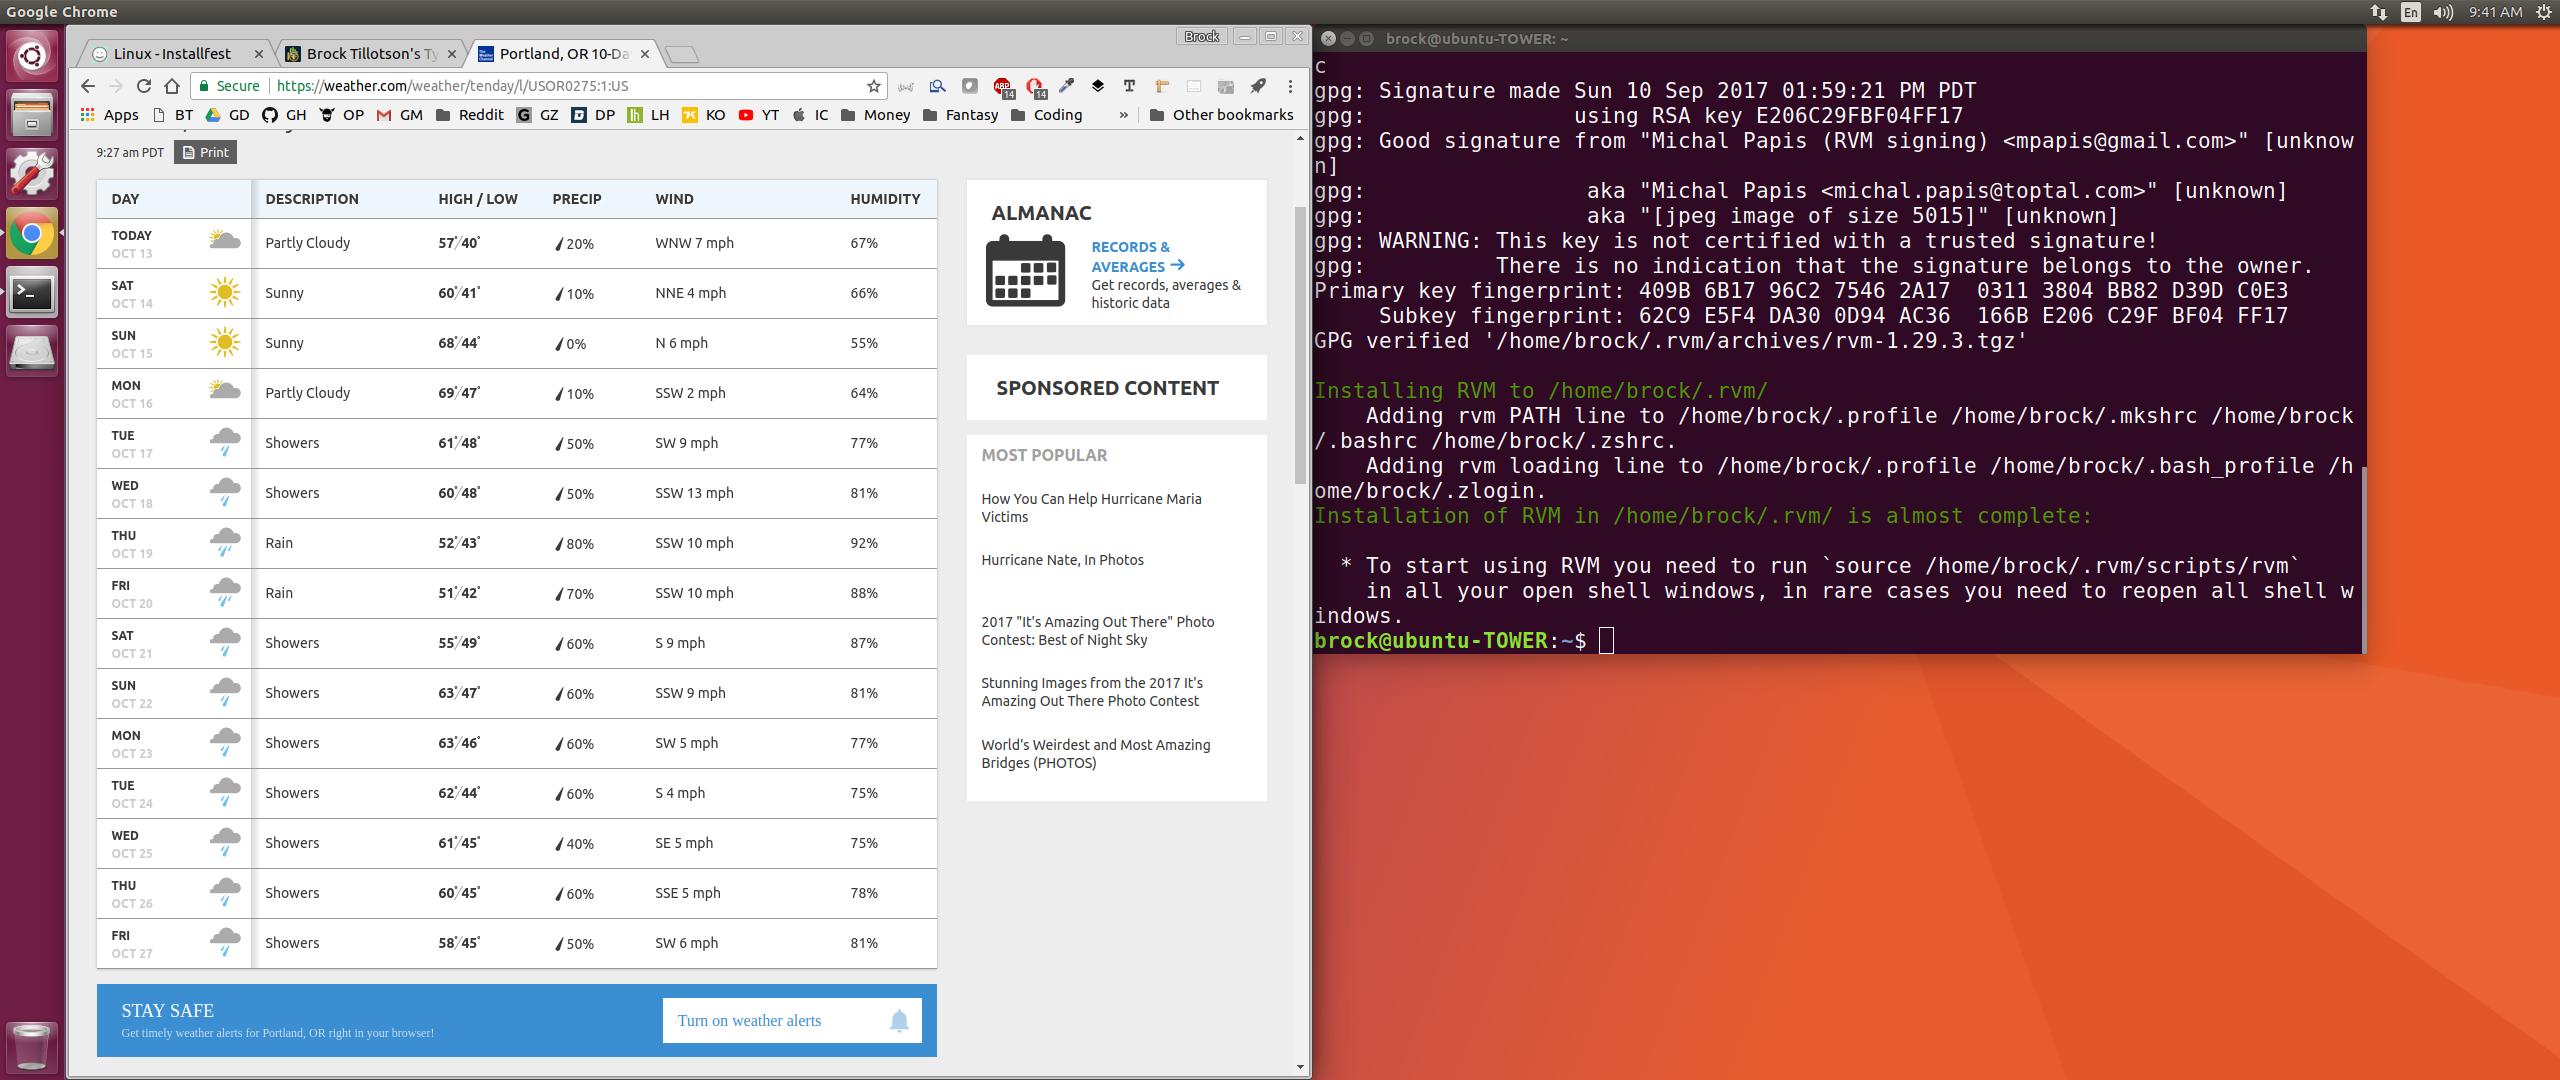 Google Chrome
En
9:41 AM
Brock
Linux - Installfest
Brock Tillotson's Ty
Portland, OR 10-Da
Secure
https://weather.com/weather/tenday/l/USOR0275:1:US
14
14
Apps BT GD GH OP GM Reddit GZ DP LH KO YT IC Money Fantasy Coding » Other bookmarks
9:27 am PDT Print
DAY DESCRIPTION HIGH / LOW PRECIP WIND HUMIDITY
TODAY
OCT 13
Partly Cloudy 57°/40° 20% WNW 7 mph 67%
SAT
OCT 14
Sunny 60°/41° 10% NNE 4 mph 66%
SUN
OCT 15
Sunny 68°/44° 0% N 6 mph 55%
MON
OCT 16
Partly Cloudy 69°/47° 10% SSW 2 mph 64%
TUE
OCT 17
Showers 61°/48° 50% SW 9 mph 77%
WED
OCT 18
Showers 60°/48° 50% SSW 13 mph 81%
THU
OCT 19
Rain 52°/43° 80% SSW 10 mph 92%
FRI
OCT 20
Rain 51°/42° 70% SSW 10 mph 88%
SAT
OCT 21
Showers 55°/49° 60% S 9 mph 87%
SUN
OCT 22
Showers 63°/47° 60% SSW 9 mph 81%
MON
OCT 23
Showers 63°/46° 60% SW 5 mph 77%
TUE
OCT 24
Showers 62°/44° 60% S 4 mph 75%
WED
OCT 25
Showers 61°/45° 40% SE 5 mph 75%
THU
OCT 26
Showers 60°/45° 60% SSE 5 mph 78%
FRI
OCT 27
Showers 58°/45° 50% SW 6 mph 81%
STAY SAFE
Get timely weather alerts for Portland, OR right in your browser!
Turn on weather alerts
ALMANAC
RECORDS &
AVERAGES →
Get records, averages &
historic data
SPONSORED CONTENT
MOST POPULAR
How You Can Help Hurricane Maria
Victims
Hurricane Nate, In Photos
2017 "It's Amazing Out There" Photo
Contest: Best of Night Sky
Stunning Images from the 2017 It's
Amazing Out There Photo Contest
World's Weirdest and Most Amazing
Bridges (PHOTOS)
brock@ubuntu-TOWER: ~
c
gpg: Signature made Sun 10 Sep 2017 01:59:21 PM PDT
gpg:                using RSA key E206C29FBF04FF17
gpg: Good signature from "Michal Papis (RVM signing) <mpapis@gmail.com>" [unknow
n]
gpg:                 aka "Michal Papis <michal.papis@toptal.com>" [unknown]
gpg:                 aka "[jpeg image of size 5015]" [unknown]
gpg: WARNING: This key is not certified with a trusted signature!
gpg:          There is no indication that the signature belongs to the owner.
Primary key fingerprint: 409B 6B17 96C2 7546 2A17  0311 3804 BB82 D39D C0E3
     Subkey fingerprint: 62C9 E5F4 DA30 0D94 AC36  166B E206 C29F BF04 FF17
GPG verified '/home/brock/.rvm/archives/rvm-1.29.3.tgz'
Installing RVM to /home/brock/.rvm/
    Adding rvm PATH line to /home/brock/.profile /home/brock/.mkshrc /home/brock
/.bashrc /home/brock/.zshrc.
    Adding rvm loading line to /home/brock/.profile /home/brock/.bash_profile /h
ome/brock/.zlogin.
Installation of RVM in /home/brock/.rvm/ is almost complete:
  * To start using RVM you need to run `source /home/brock/.rvm/scripts/rvm`
    in all your open shell windows, in rare cases you need to reopen all shell w
indows.
brock@ubuntu-TOWER:~$